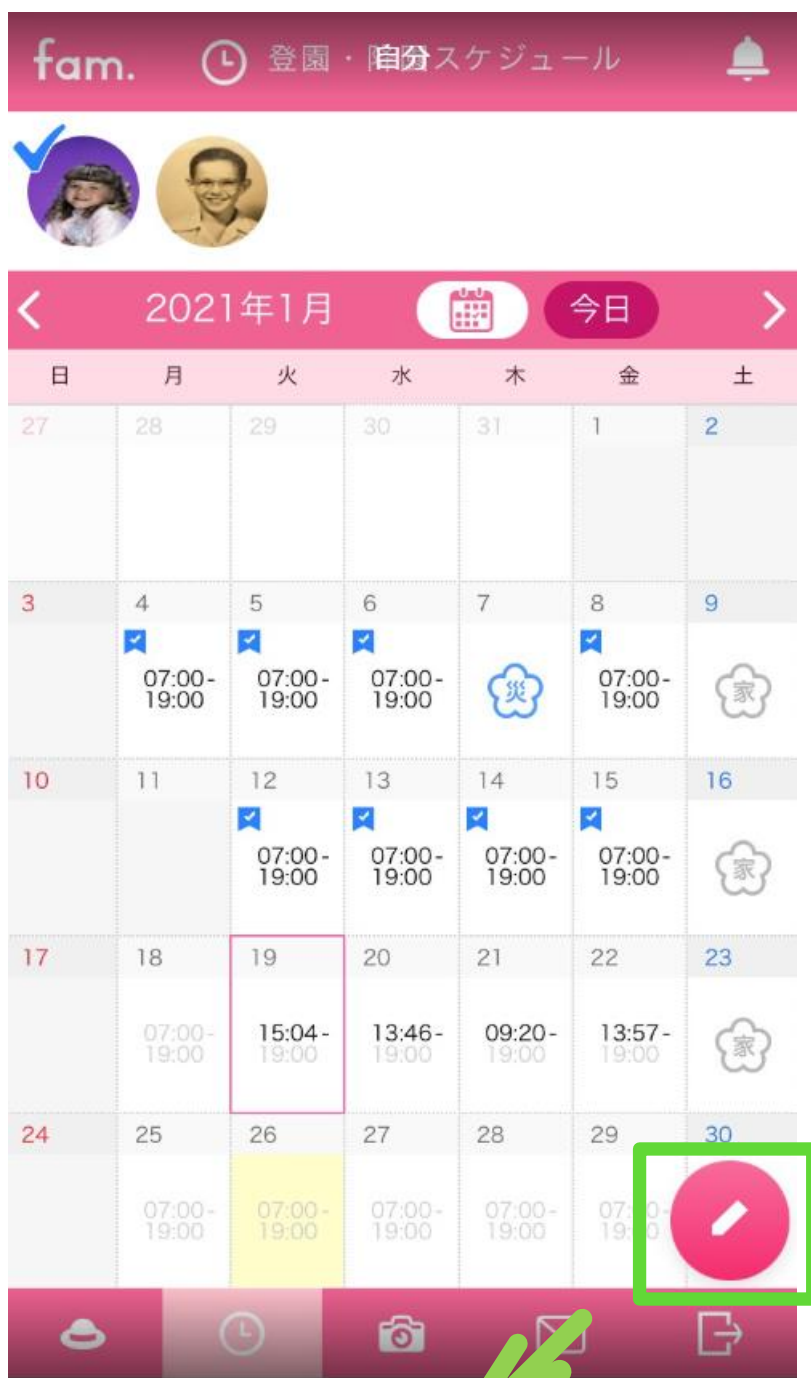 fam.
登園・降園スケジュール
自分
2021年1月
今日
日 月 火 水 木 金 土
27 28 29 30 31 1 2
3 4 5 6 7 8 9
07:00- 07:00- 07:00- 07:00-
19:00 19:00 19:00 災 19:00 家
10 11 12 13 14 15 16
07:00- 07:00- 07:00- 07:00-
19:00 19:00 19:00 19:00 家
17 18 19 20 21 22 23
07:00- 15:04- 13:46- 09:20- 13:57-
19:00 19:00 19:00 19:00 19:00 家
24 25 26 27 28 29 30
07:00- 07:00- 07:00- 07:00-
19:00 19:00 19:00 19:00